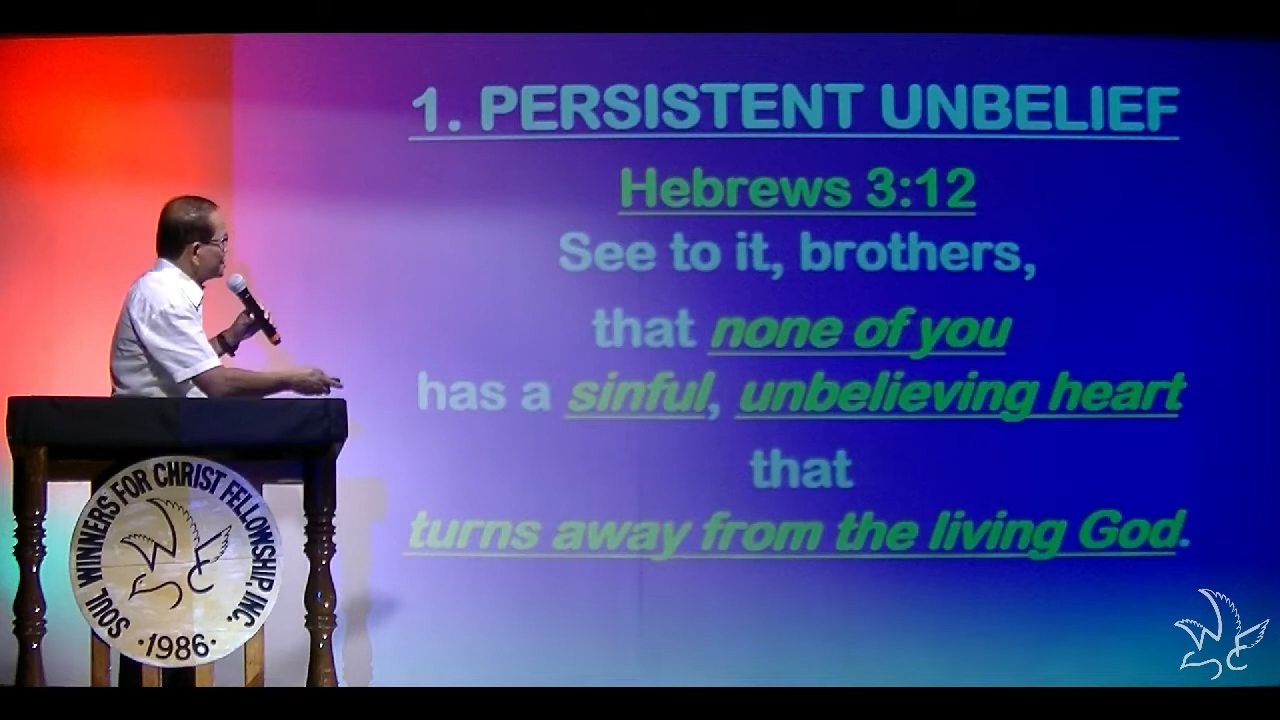 1. PERSISTENT UNBELIEF
Hebrews 3:12
See to it, brothers,
that none of you
has a sinful, unbelieving heart
that
turns away from the living God.
SOUL WINNERS FOR CHRIST FELLOWSHIP, INC.
·1986·